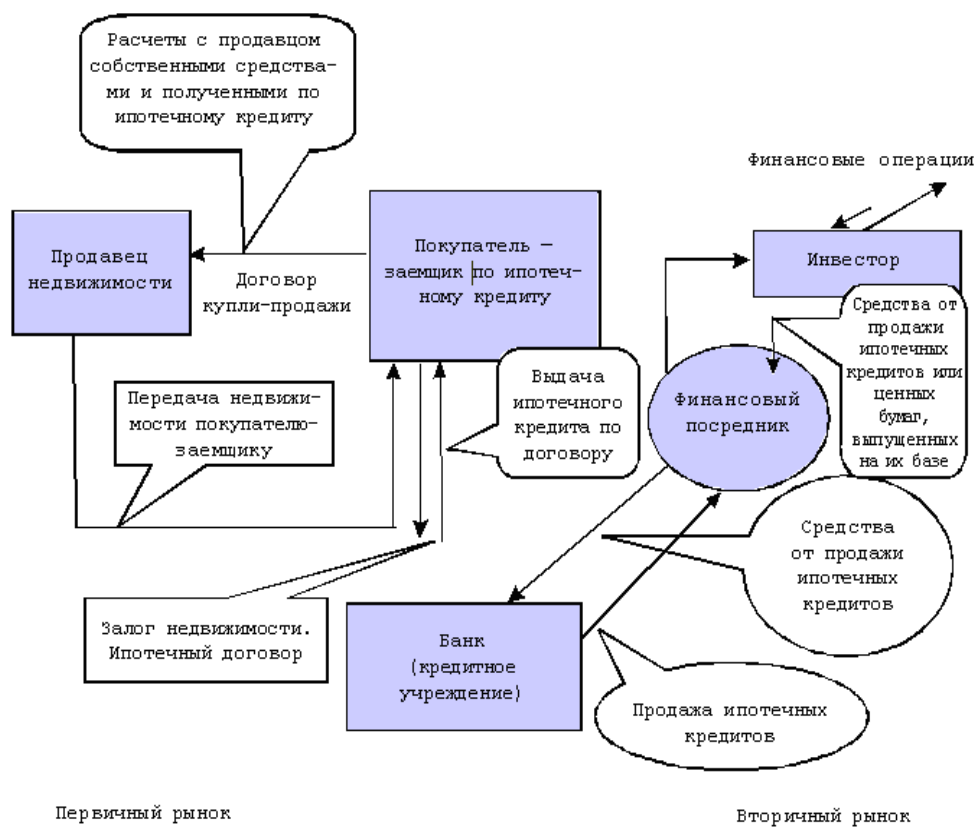 Расчеты с продавцом
собственными средства-
ми и полученными по
ипотечному кредиту
Финансовые операции
Продавец
недвижимости
Договор
купли-продажи
Покупатель —
заемщик по ипотеч-
ному кредиту
Инвестор
Средства от
продажи
ипотечных
кредитов или
ценных
бумаг,
выпущенных
на их базе
Финансовый
посредник
Выдача
ипотечного
кредита по
договору
Передача недвижи-
мости покупателю-
заемщику
Средства
от продажи
ипотечных
кредитов
Залог недвижимости.
Ипотечный договор
Банк
(кредитное
учреждение)
Продажа ипотечных
кредитов
Первичный рынок
Вторичный рынок